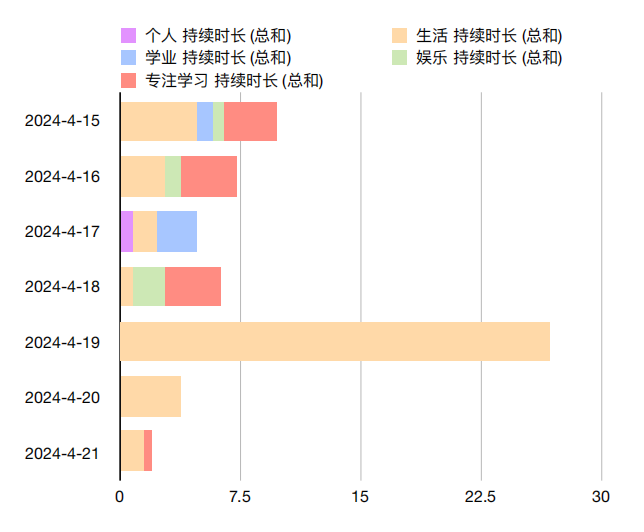 个人 持续时长 (总和)
生活 持续时长 (总和)
学业 持续时长 (总和)
娱乐 持续时长 (总和)
专注学习 持续时长 (总和)
2024-4-15
2024-4-16
2024-4-17
2024-4-18
2024-4-19
2024-4-20
2024-4-21
0 7.5 15 22.5 30